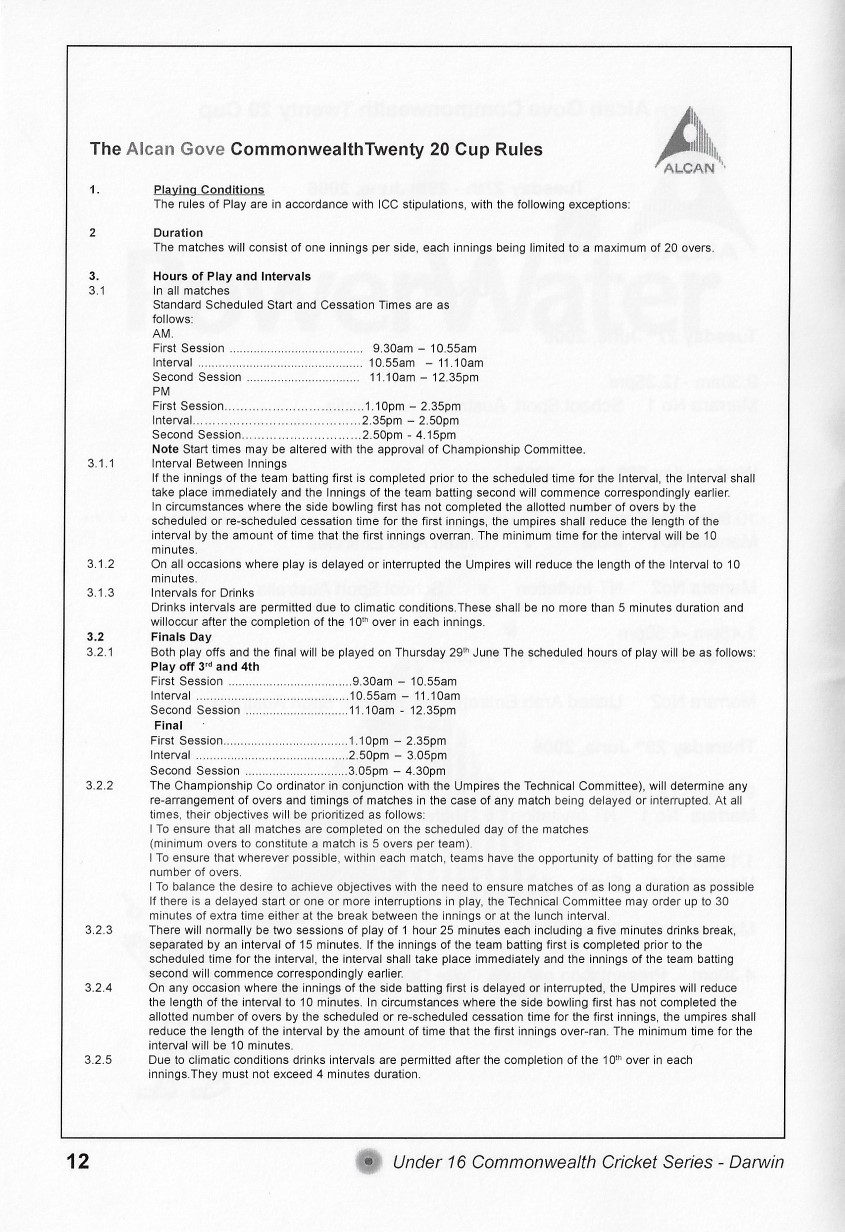 The Alcan Gove CommonwealthTwenty 20 Cup Rules
ALCAN
1. Playing Conditions
The rules of Play are in accordance with ICC stipulations, with the following exceptions:
2 Duration
The matches will consist of one innings per side, each innings being limited to a maximum of 20 overs.
3. Hours of Play and Intervals
3.1 In all matches
Standard Scheduled Start and Cessation Times are as
follows:
AM.
First Session ....................................... 9.30am – 10.55am
Interval ................................................ 10.55am – 11.10am
Second Session ................................. 11.10am – 12.35pm
PM
First Session...................................1.10pm – 2.35pm
Interval..........................................2.35pm – 2.50pm
Second Session..............................2.50pm - 4.15pm
Note Start times may be altered with the approval of Championship Committee.
3.1.1 Interval Between Innings
If the innings of the team batting first is completed prior to the scheduled time for the Interval, the Interval shall
take place immediately and the Innings of the team batting second will commence correspondingly earlier.
In circumstances where the side bowling first has not completed the allotted number of overs by the
scheduled or re-scheduled cessation time for the first innings, the umpires shall reduce the length of the
interval by the amount of time that the first innings overran. The minimum time for the interval will be 10
minutes.
3.1.2 On all occasions where play is delayed or interrupted the Umpires will reduce the length of the Interval to 10
minutes.
3.1.3 Intervals for Drinks
Drinks intervals are permitted due to climatic conditions.These shall be no more than 5 minutes duration and
willoccur after the completion of the 10th over in each innings.
3.2 Finals Day
3.2.1 Both play offs and the final will be played on Thursday 29th June The scheduled hours of play will be as follows:
Play off 3rd and 4th
First Session ....................................9.30am – 10.55am
Interval ............................................10.55am – 11.10am
Second Session ..............................11.10am - 12.35pm
Final
First Session....................................1.10pm – 2.35pm
Interval ............................................2.50pm – 3.05pm
Second Session ..............................3.05pm – 4.30pm
3.2.2 The Championship Co ordinator in conjunction with the Umpires the Technical Committee), will determine any
re-arrangement of overs and timings of matches in the case of any match being delayed or interrupted. At all
times, their objectives will be prioritized as follows:
l To ensure that all matches are completed on the scheduled day of the matches
(minimum overs to constitute a match is 5 overs per team).
l To ensure that wherever possible, within each match, teams have the opportunity of batting for the same
number of overs.
l To balance the desire to achieve objectives with the need to ensure matches of as long a duration as possible
If there is a delayed start or one or more interruptions in play, the Technical Committee may order up to 30
minutes of extra time either at the break between the innings or at the lunch interval.
3.2.3 There will normally be two sessions of play of 1 hour 25 minutes each including a five minutes drinks break,
separated by an interval of 15 minutes. If the innings of the team batting first is completed prior to the
scheduled time for the interval, the interval shall take place immediately and the innings of the team batting
second will commence correspondingly earlier.
3.2.4 On any occasion where the innings of the side batting first is delayed or interrupted, the Umpires will reduce
the length of the interval to 10 minutes. In circumstances where the side bowling first has not completed the
allotted number of overs by the scheduled or re-scheduled cessation time for the first innings, the umpires shall
reduce the length of the interval by the amount of time that the first innings over-ran. The minimum time for the
interval will be 10 minutes.
3.2.5 Due to climatic conditions drinks intervals are permitted after the completion of the 10th over in each
innings.They must not exceed 4 minutes duration.
12 Under 16 Commonwealth Cricket Series - Darwin